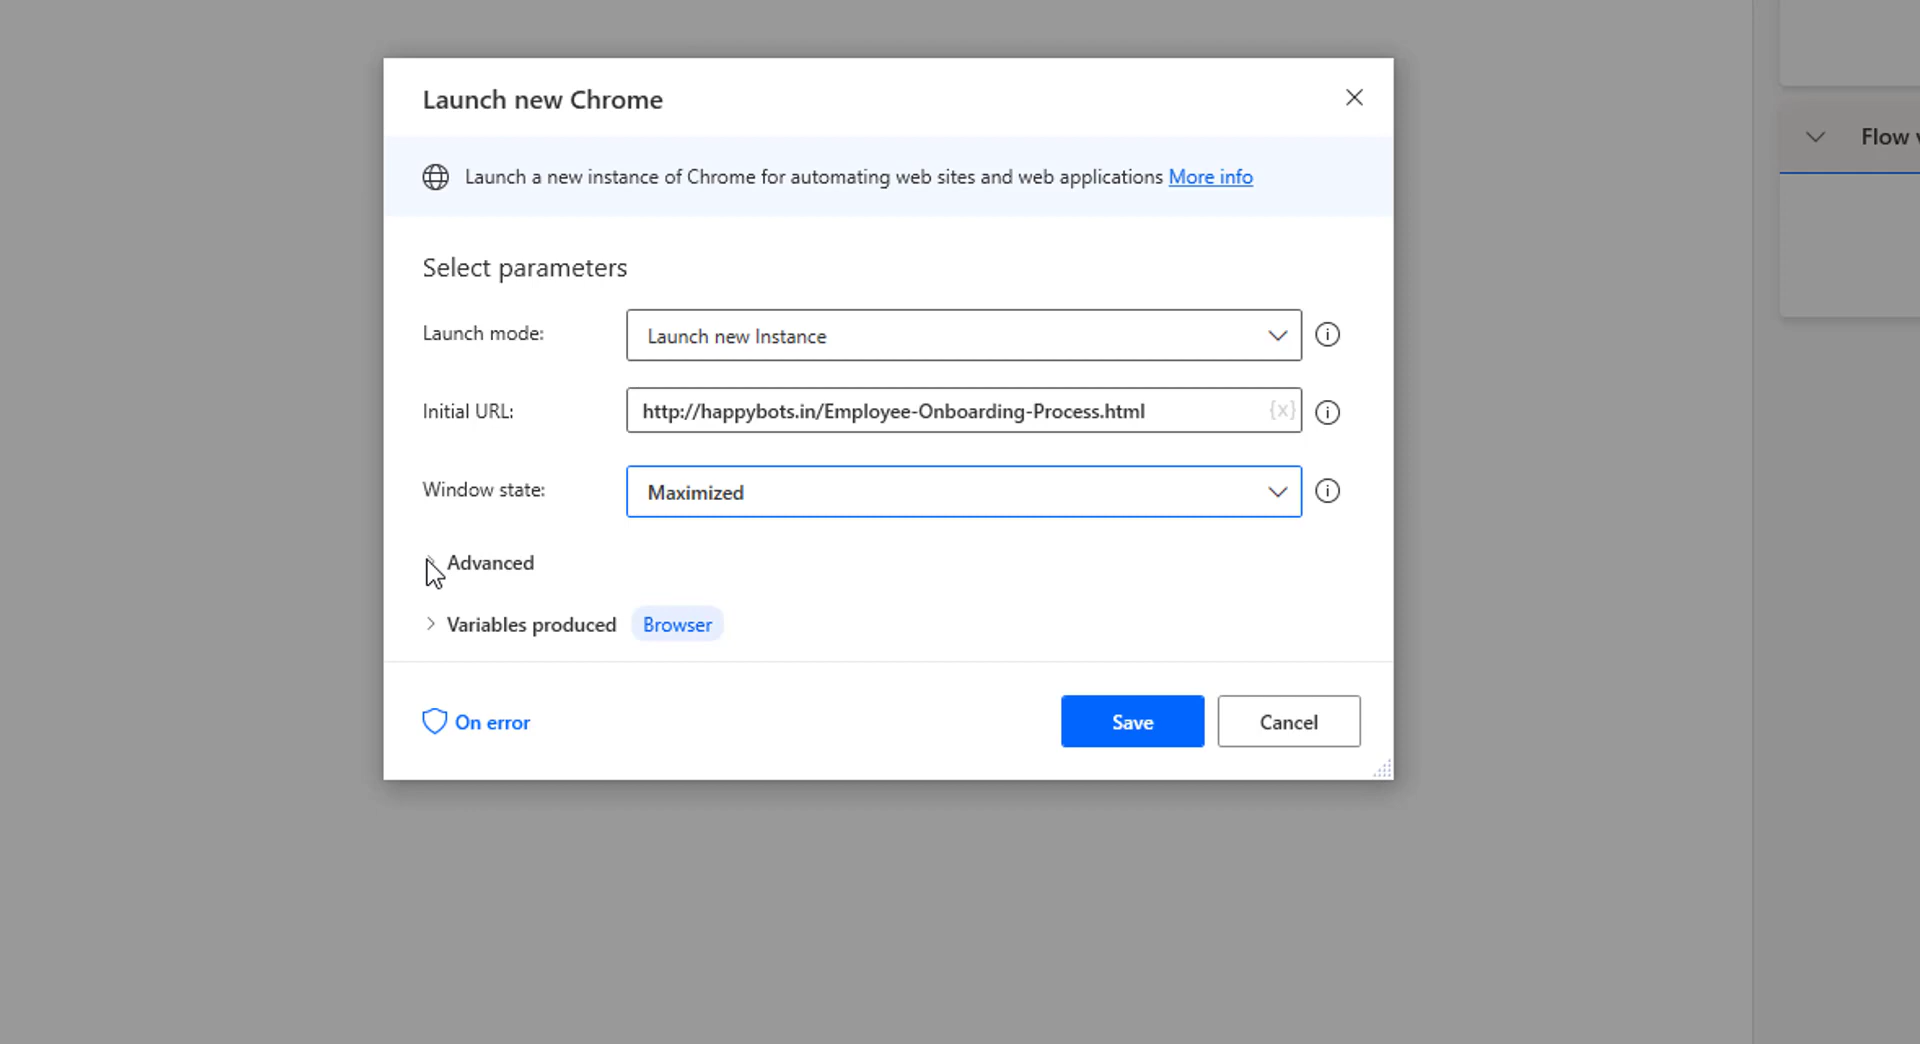 Launch new Chrome
Flow
Launch a new instance of Chrome for automating web sites and web applications More info
Select parameters
Launch mode:
Launch new Instance
Initial URL:
http://happybots.in/Employee-Onboarding-Process.html
{x}
Window state:
Maximized
Advanced
Variables produced
Browser
On error
Save
Cancel